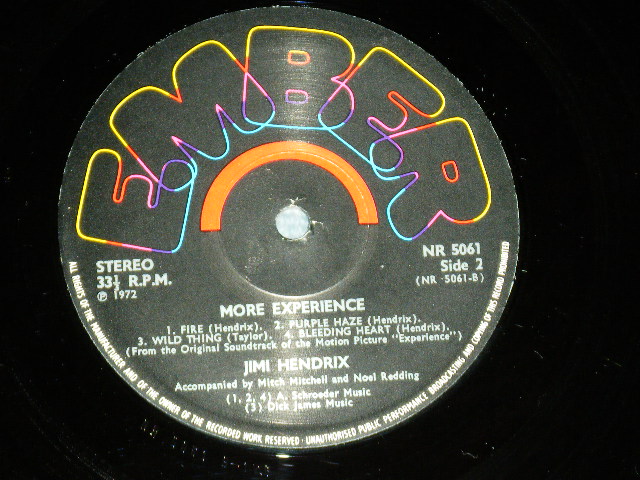 EMBER
STEREO
33⅓ R.P.M.
℗ 1972
NR 5061
Side 2
(NR-5061-B)
MORE EXPERIENCE
1. FIRE (Hendrix). 2. PURPLE HAZE (Hendrix).
3. WILD THING (Taylor). 4. BLEEDING HEART (Hendrix).
(From the Original Soundtrack of the Motion Picture "Experience")
JIMI HENDRIX
Accompanied by Mitch Mitchell and Noel Redding
(1, 2, 4) A. Schroeder Music
(3) Dick James Music
ALL RIGHTS OF THE MANUFACTURER AND OF THE OWNER OF THE RECORDED WORK RESERVED · UNAUTHORISED PUBLIC PERFORMANCE BROADCASTING AND COPYING OF THIS RECORD PROHIBITED